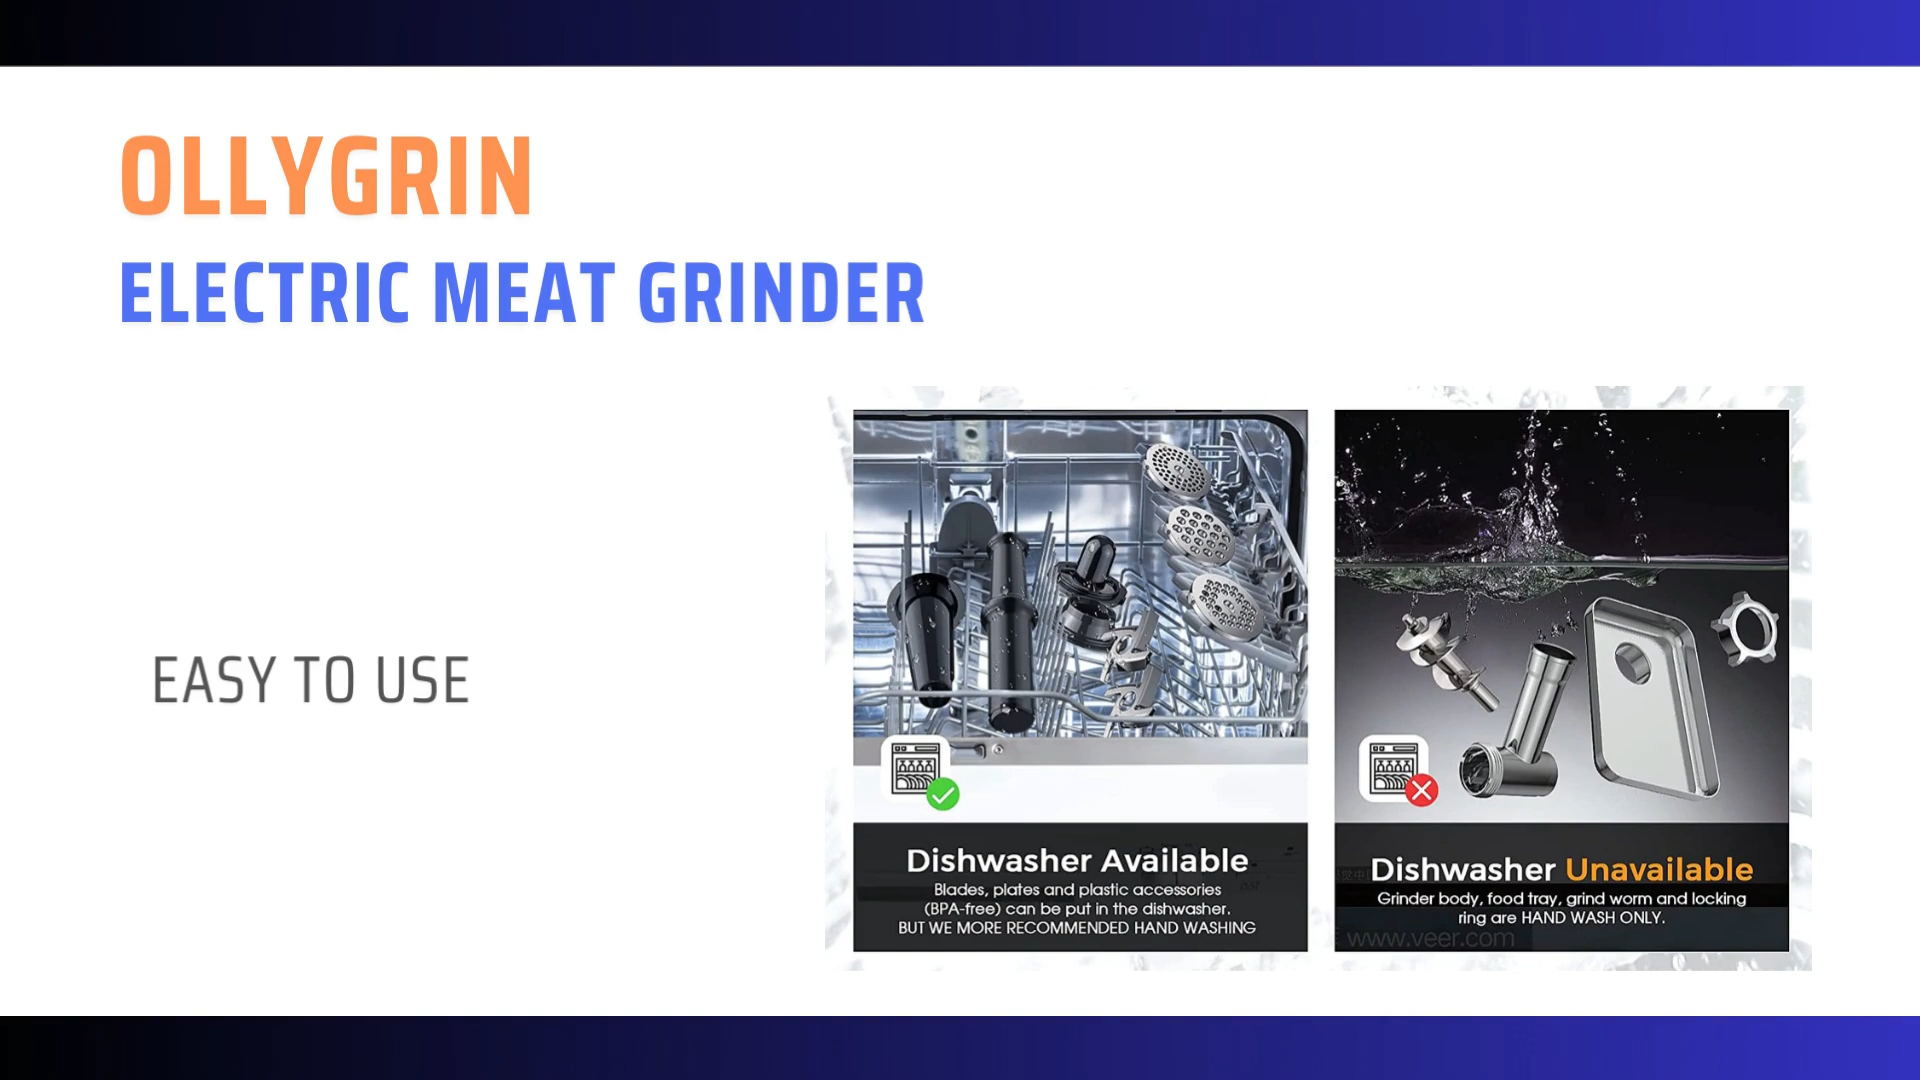 OLLYGRIN
ELECTRIC MEAT GRINDER
EASY TO USE
Dishwasher Available
Blades, plates and plastic accessories
(BPA-free) can be put in the dishwasher.
BUT WE MORE RECOMMENDED HAND WASHING
Dishwasher Unavailable
Grinder body, food tray, grind worm and locking
ring are HAND WASH ONLY.
www.veer.com